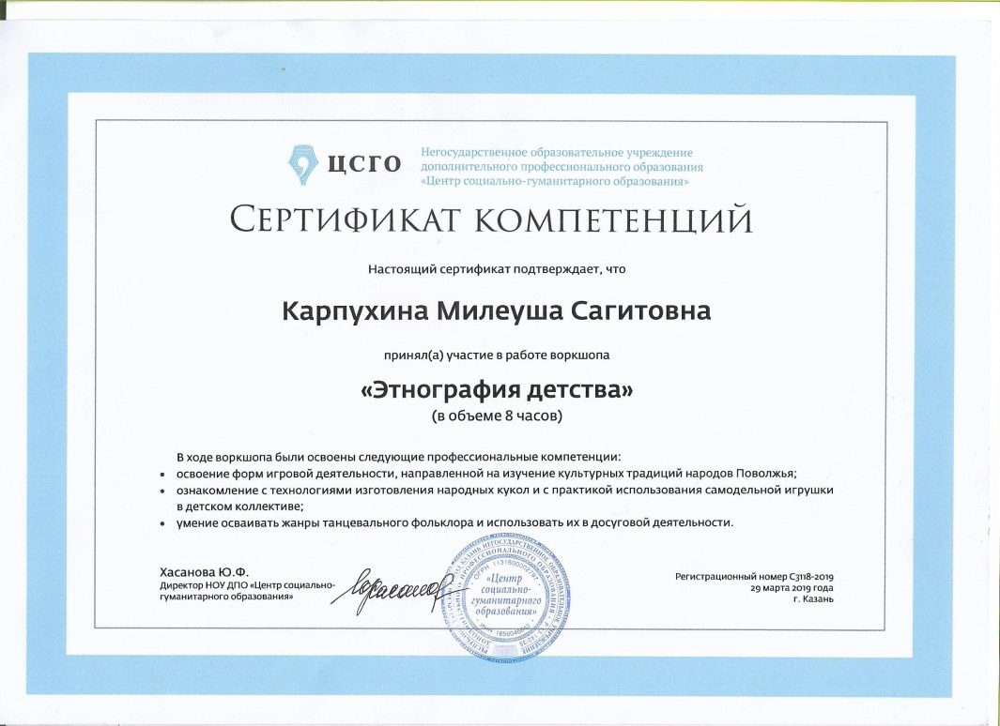 ЦСГО
Негосударственное образовательное учреждение
дополнительного профессионального образования
«Центр социально-гуманитарного образования»
Сертификат компетенций
Настоящий сертификат подтверждает, что
Карпухина Милеуша Сагитовна
принял(а) участие в работе воркшопа
«Этнография детства»
(в объеме 8 часов)
В ходе воркшопа были освоены следующие профессиональные компетенции:
• освоение форм игровой деятельности, направленной на изучение культурных традиций народов Поволжья;
• ознакомление с технологиями изготовления народных кукол и с практикой использования самодельной игрушки
в детском коллективе;
• умение осваивать жанры танцевального фольклора и использовать их в досуговой деятельности.
Хасанова Ю.Ф.
Директор НОУ ДПО «Центр социально-
гуманитарного образования»
«Центр
социально-
гуманитарного
образования»
Регистрационный номер С3118-2019
29 марта 2019 года
г. Казань